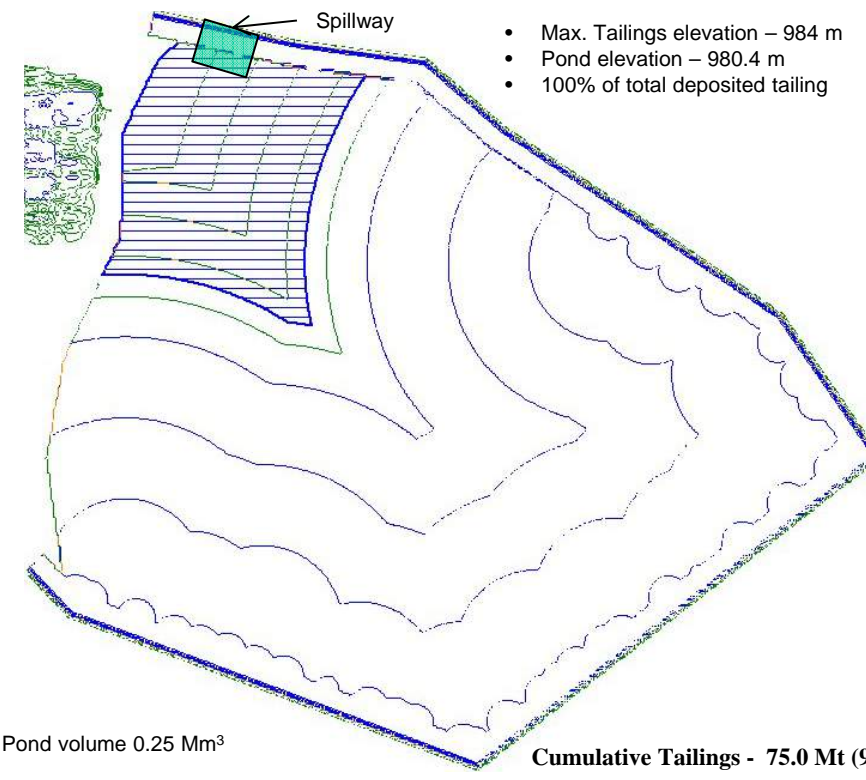 Spillway
• Max. Tailings elevation – 984 m
• Pond elevation – 980.4 m
• 100% of total deposited tailing
Pond volume 0.25 Mm³
Cumulative Tailings - 75.0 Mt (